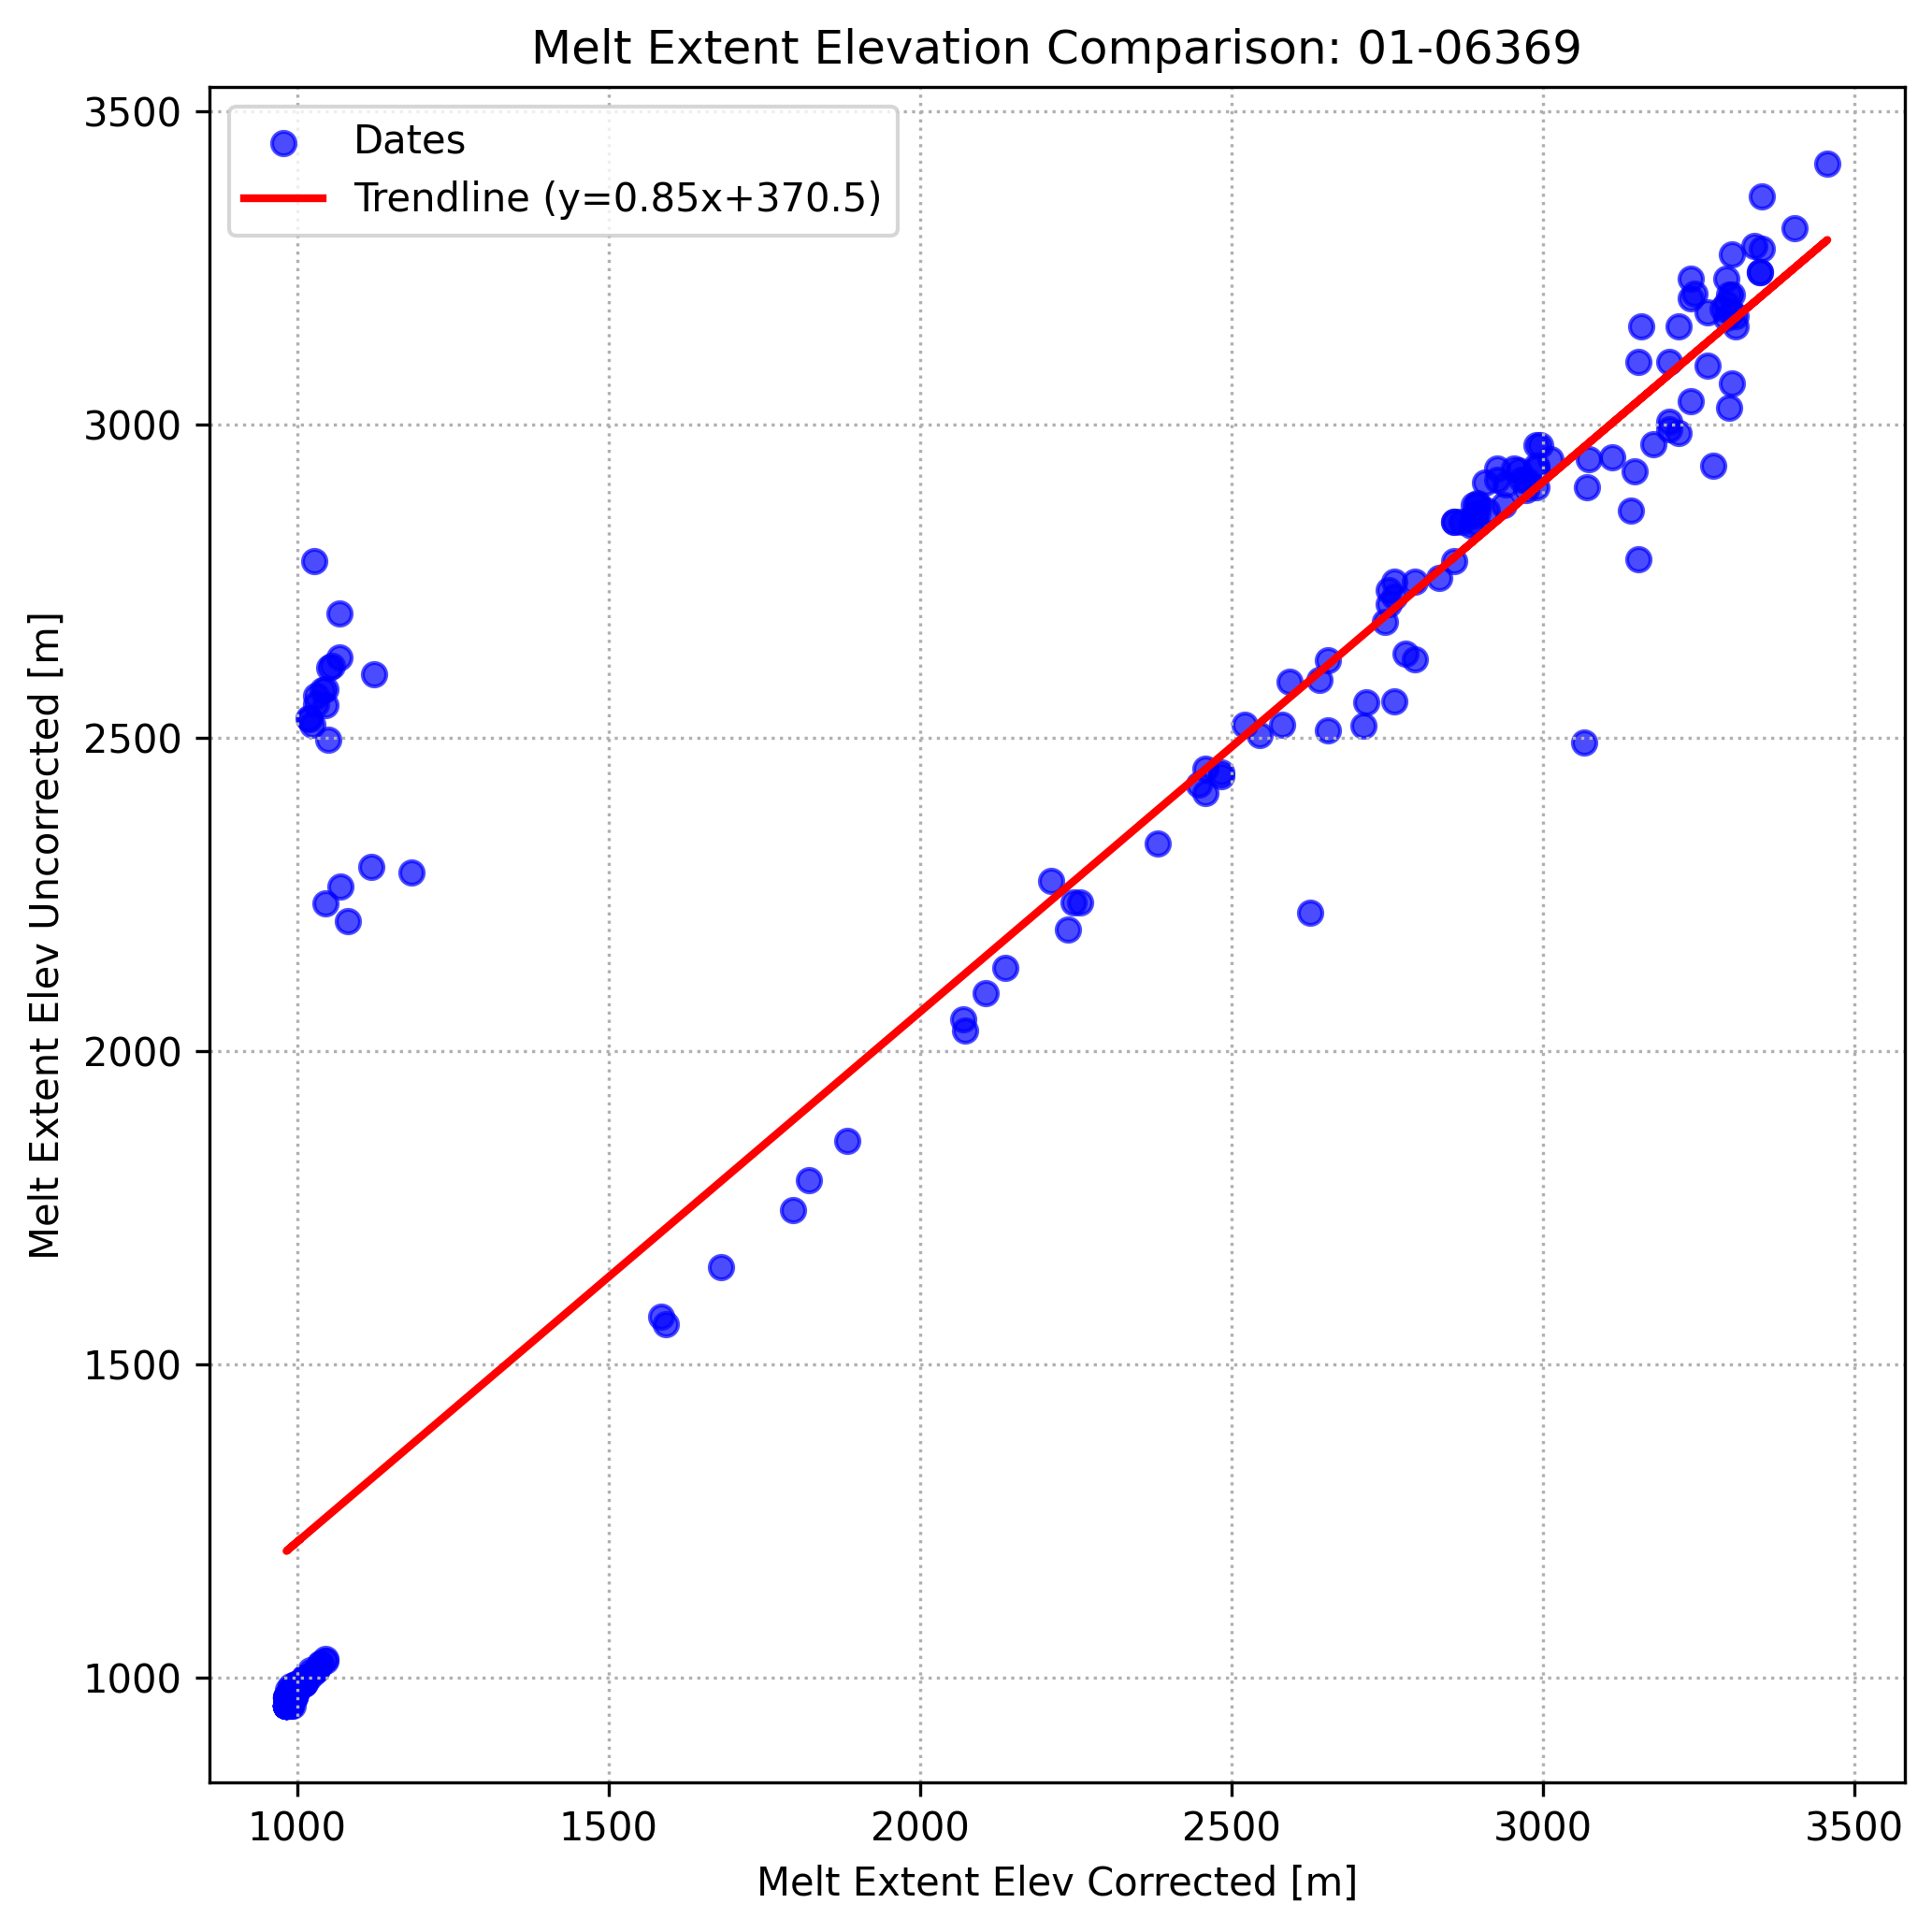 Melt Extent Elevation Comparison: 01-06369
Dates
Trendline (y=0.85x+370.5)
3500
3000
2500
2000
1500
1000
Melt Extent Elev Uncorrected [m]
1000 1500 2000 2500 3000 3500
Melt Extent Elev Corrected [m]